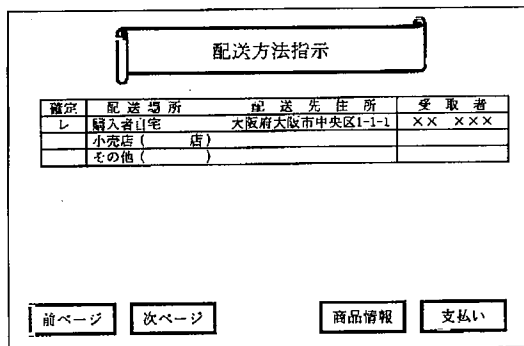 配送方法指示
確定 配送場所 配送先住所 受取者
レ 購入者自宅 大阪府大阪市中央区1-1-1 ×× ×××
小売店(　　店)
その他(　　)
前ページ 次ページ 商品情報 支払い